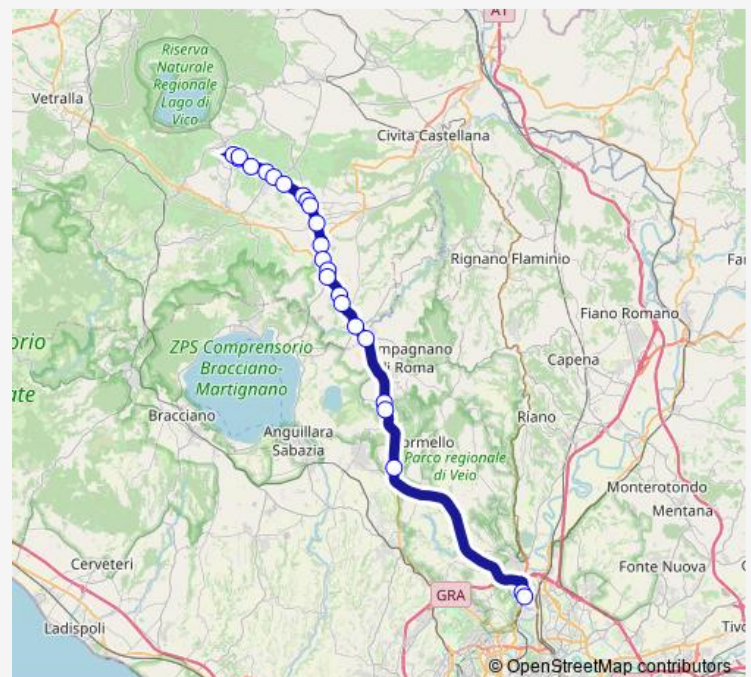 A1
Riserva
Naturale
Regionale
Lago di
Vico
Vetralla
Civita Castellana
Rignano Flaminio
Fiano Romano
orio
ate
ZPS Comprensorio
Bracciano-
Martignano
mpagnano
di Roma
Capena
Bracciano
Riano
Anguillara
Sabazia
ormello
Parco regionale
di Veio
Monterotondo
Mentana
Cerveteri
Fonte Nuova
GRA
Ladispoli
Tivo
© OpenStreetMap contributors